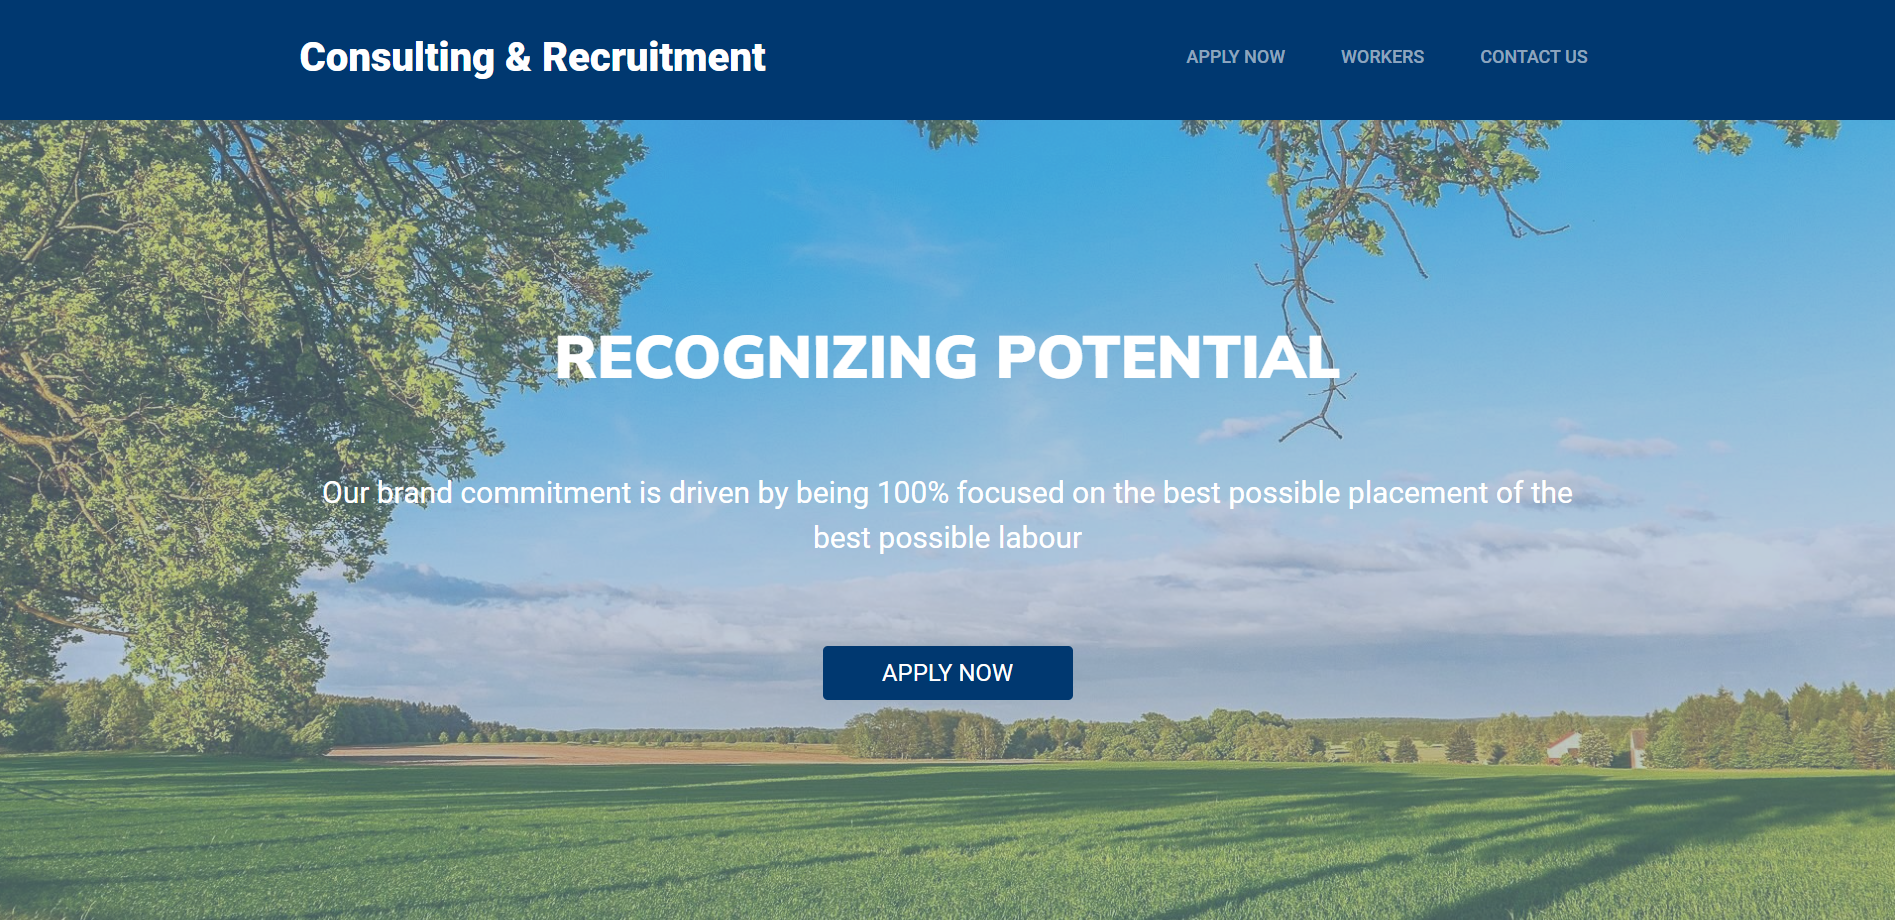 Consulting & Recruitment
APPLY NOW
WORKERS
CONTACT US
RECOGNIZING POTENTIAL
Our brand commitment is driven by being 100% focused on the best possible placement of the
best possible labour
APPLY NOW